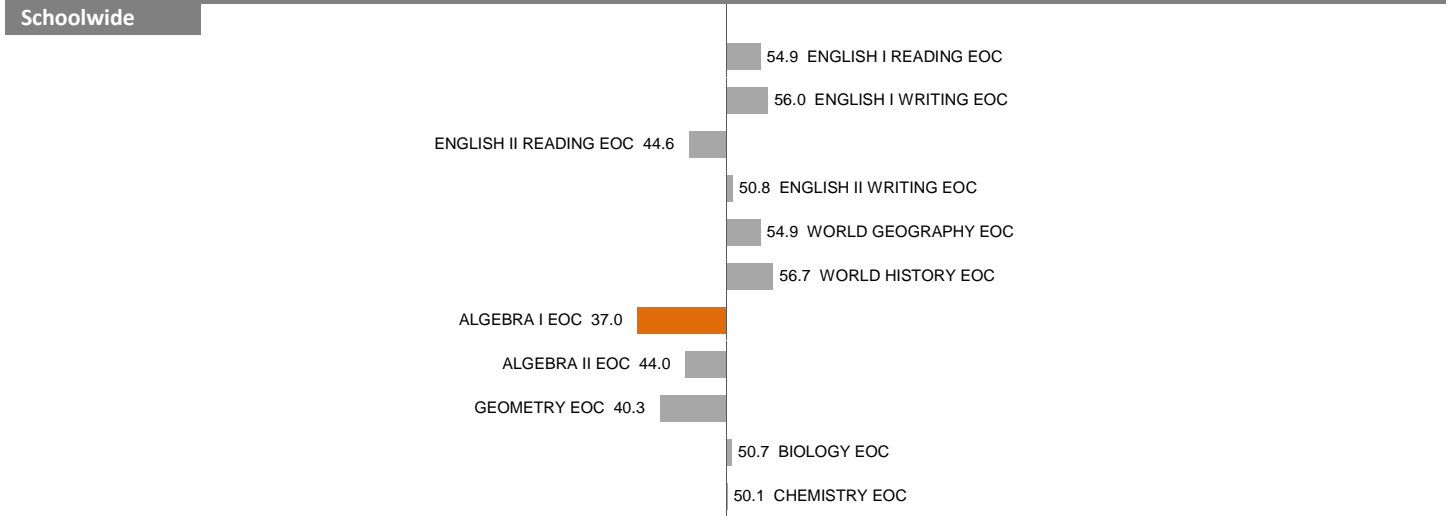 Schoolwide
54.9 ENGLISH I READING EOC
56.0 ENGLISH I WRITING EOC
ENGLISH II READING EOC 44.6
50.8 ENGLISH II WRITING EOC
54.9 WORLD GEOGRAPHY EOC
56.7 WORLD HISTORY EOC
ALGEBRA I EOC 37.0
ALGEBRA II EOC 44.0
GEOMETRY EOC 40.3
50.7 BIOLOGY EOC
50.1 CHEMISTRY EOC